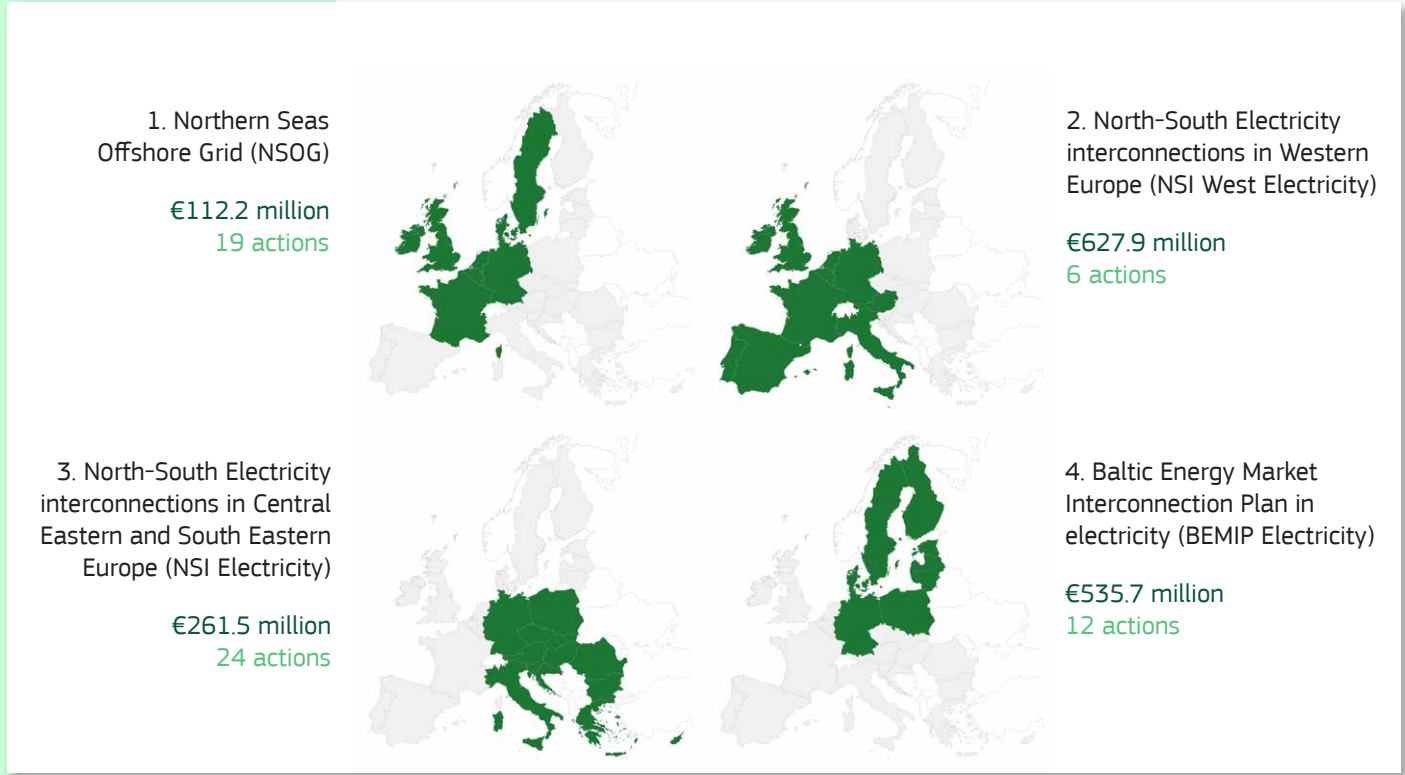 1. Northern Seas
Offshore Grid (NSOG)
€112.2 million
19 actions
2. North-South Electricity
interconnections in Western
Europe (NSI West Electricity)
€627.9 million
6 actions
3. North-South Electricity
interconnections in Central
Eastern and South Eastern
Europe (NSI Electricity)
€261.5 million
24 actions
4. Baltic Energy Market
Interconnection Plan in
electricity (BEMIP Electricity)
€535.7 million
12 actions